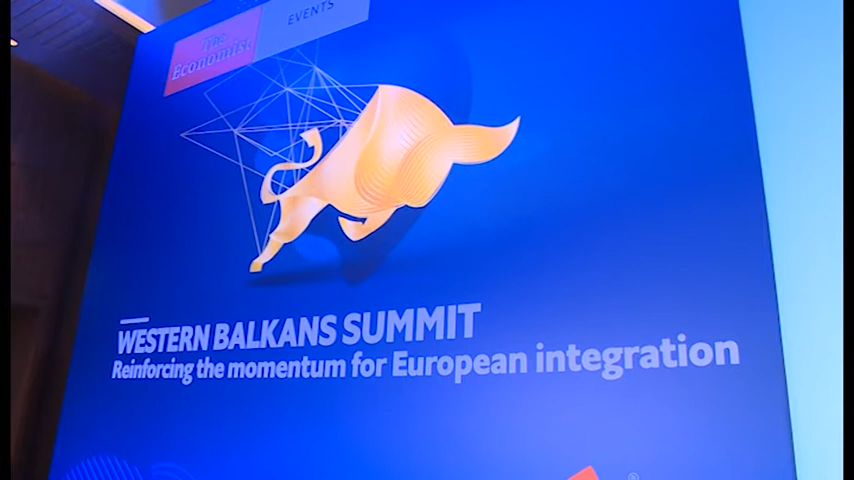 The
Economist
EVENTS
WESTERN BALKANS SUMMIT
Reinforcing the momentum for European integration
®